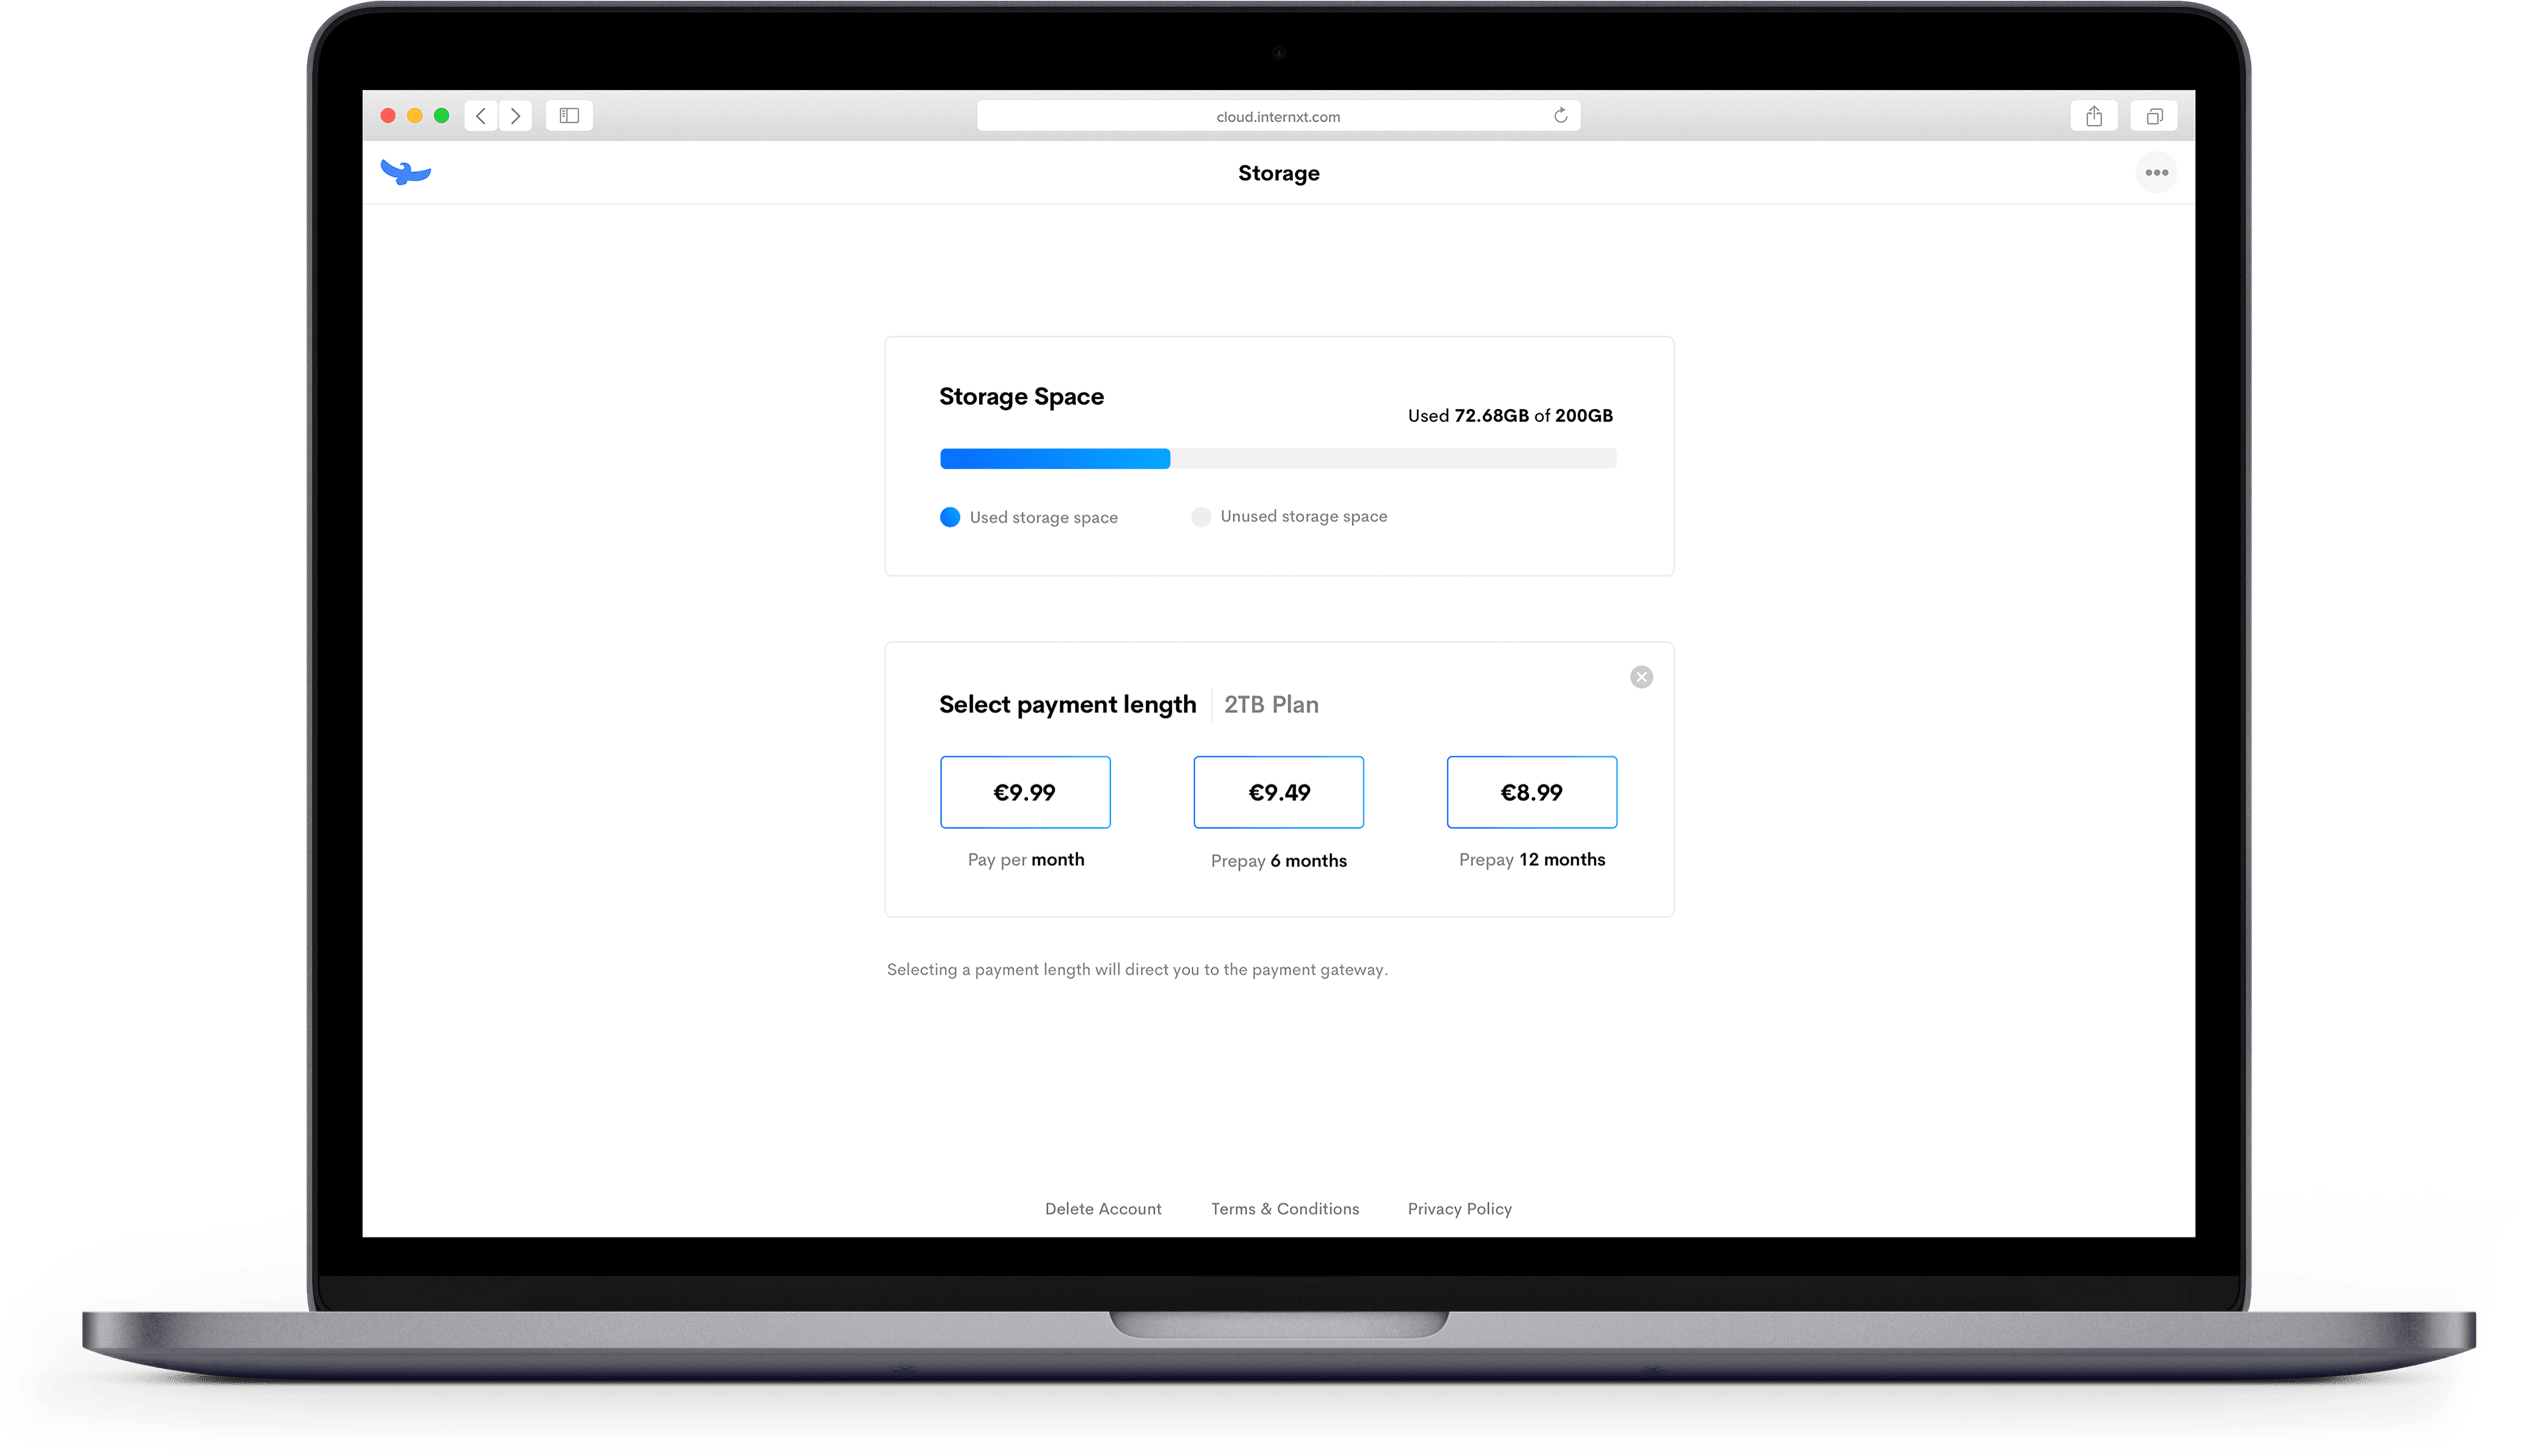 cloud.internxt.com
Storage
Storage Space
Used 72.68GB of 200GB
Used storage space
Unused storage space
Select payment length
2TB Plan
€9.99
€9.49
€8.99
Pay per month
Prepay 6 months
Prepay 12 months
Selecting a payment length will direct you to the payment gateway.
Delete Account
Terms & Conditions
Privacy Policy